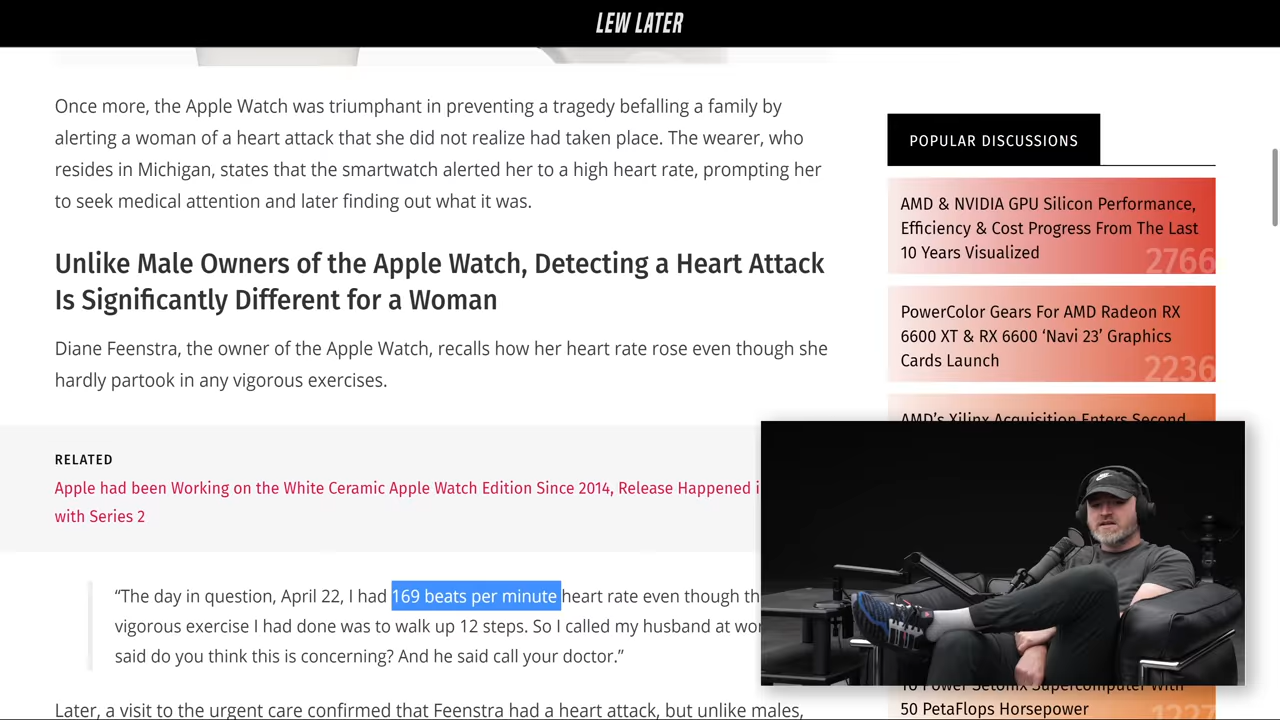 LEW LATER
Once more, the Apple Watch was triumphant in preventing a tragedy befalling a family by
alerting a woman of a heart attack that she did not realize had taken place. The wearer, who
resides in Michigan, states that the smartwatch alerted her to a high heart rate, prompting her
to seek medical attention and later finding out what it was.
Unlike Male Owners of the Apple Watch, Detecting a Heart Attack
Is Significantly Different for a Woman
Diane Feenstra, the owner of the Apple Watch, recalls how her heart rate rose even though she
hardly partook in any vigorous exercises.
RELATED
Apple had been Working on the White Ceramic Apple Watch Edition Since 2014, Release Happened
with Series 2
“The day in question, April 22, I had 169 beats per minute heart rate even though
vigorous exercise I had done was to walk up 12 steps. So I called my husband at
said do you think this is concerning? And he said call your doctor.”
Later, a visit to the urgent care confirmed that Feenstra had a heart attack, but unlike males,
POPULAR DISCUSSIONS
AMD & NVIDIA GPU Silicon Performance,
Efficiency & Cost Progress From The Last
10 Years Visualized
2766
PowerColor Gears For AMD Radeon RX
6600 XT & RX 6600 ‘Navi 23’ Graphics
Cards Launch
2236
AMD’s Xilinx Acquisition Enters Second
Supercomputer With
50 PetaFlops Horsepower
1227